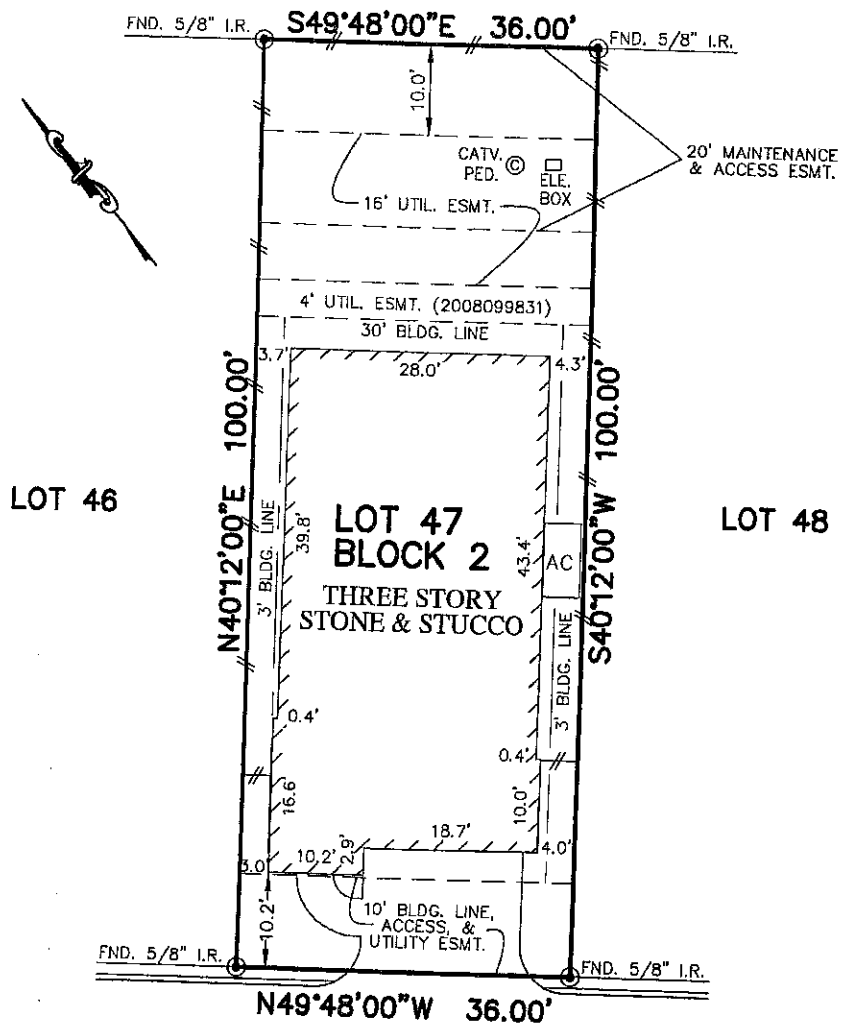 FND. 5/8" I.R.
S49°48'00"E 36.00'
FND. 5/8" I.R.
10.0'
CATV.
PED.
ELE.
BOX
20' MAINTENANCE
& ACCESS ESMT.
16' UTIL. ESMT.
4' UTIL. ESMT. (2008099831)
30' BLDG. LINE
3.7'
28.0'
4.3'
N40°12'00"E 100.00'
S40°12'00"W 100.00'
LOT 46
LOT 47
BLOCK 2
THREE STORY
STONE & STUCCO
LOT 48
3' BLDG. LINE
39.8'
43.4'
AC
3' BLDG. LINE
0.4'
0.4'
16.6'
10.0'
18.7'
3.0'
10.2'
2.9'
4.0'
10.2'
10' BLDG. LINE,
ACCESS, &
UTILITY ESMT.
FND. 5/8" I.R.
FND. 5/8" I.R.
N49°48'00"W 36.00'